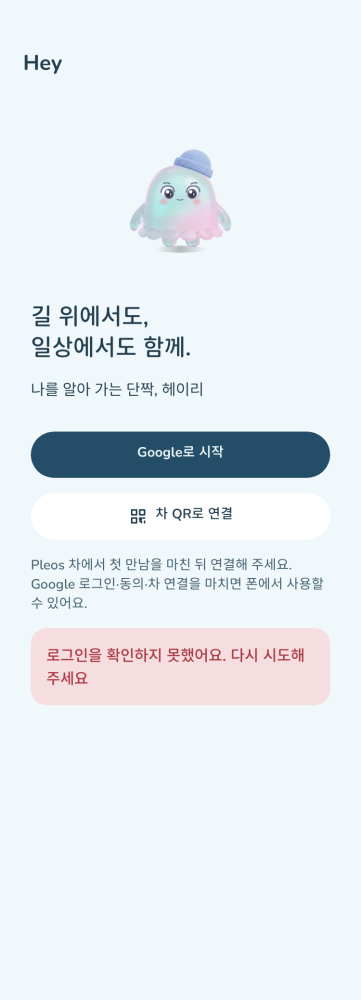 Hey
길 위에서도,
일상에서도 함께.
나를 알아 가는 단짝, 헤이리
Google로 시작
차 QR로 연결
Pleos 차에서 첫 만남을 마친 뒤 연결해 주세요.
Google 로그인·동의·차 연결을 마치면 폰에서 사용할
수 있어요.
로그인을 확인하지 못했어요. 다시 시도해
주세요